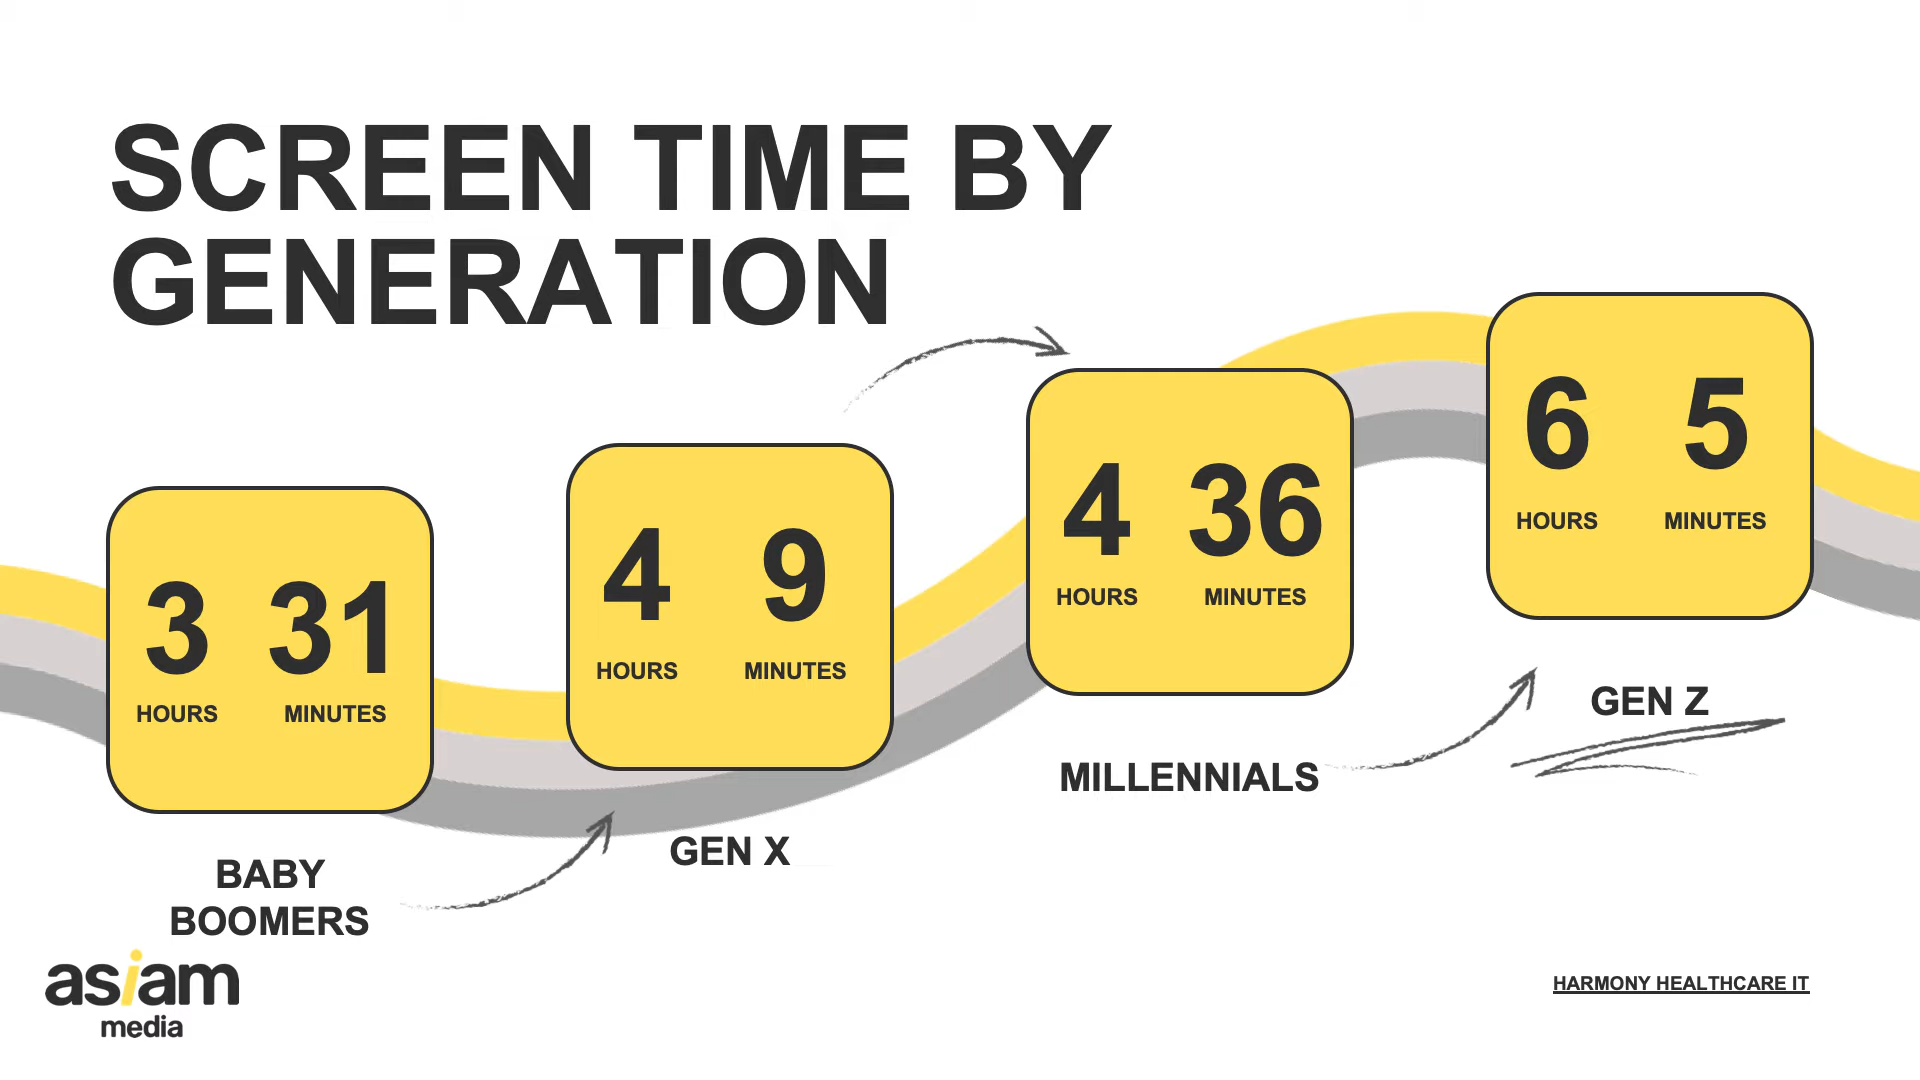 SCREEN TIME BY
GENERATION
3 31
HOURS MINUTES
BABY
BOOMERS
4 9
HOURS MINUTES
GEN X
4 36
HOURS MINUTES
MILLENNIALS
6 5
HOURS MINUTES
GEN Z
asiam
media
HARMONY HEALTHCARE IT